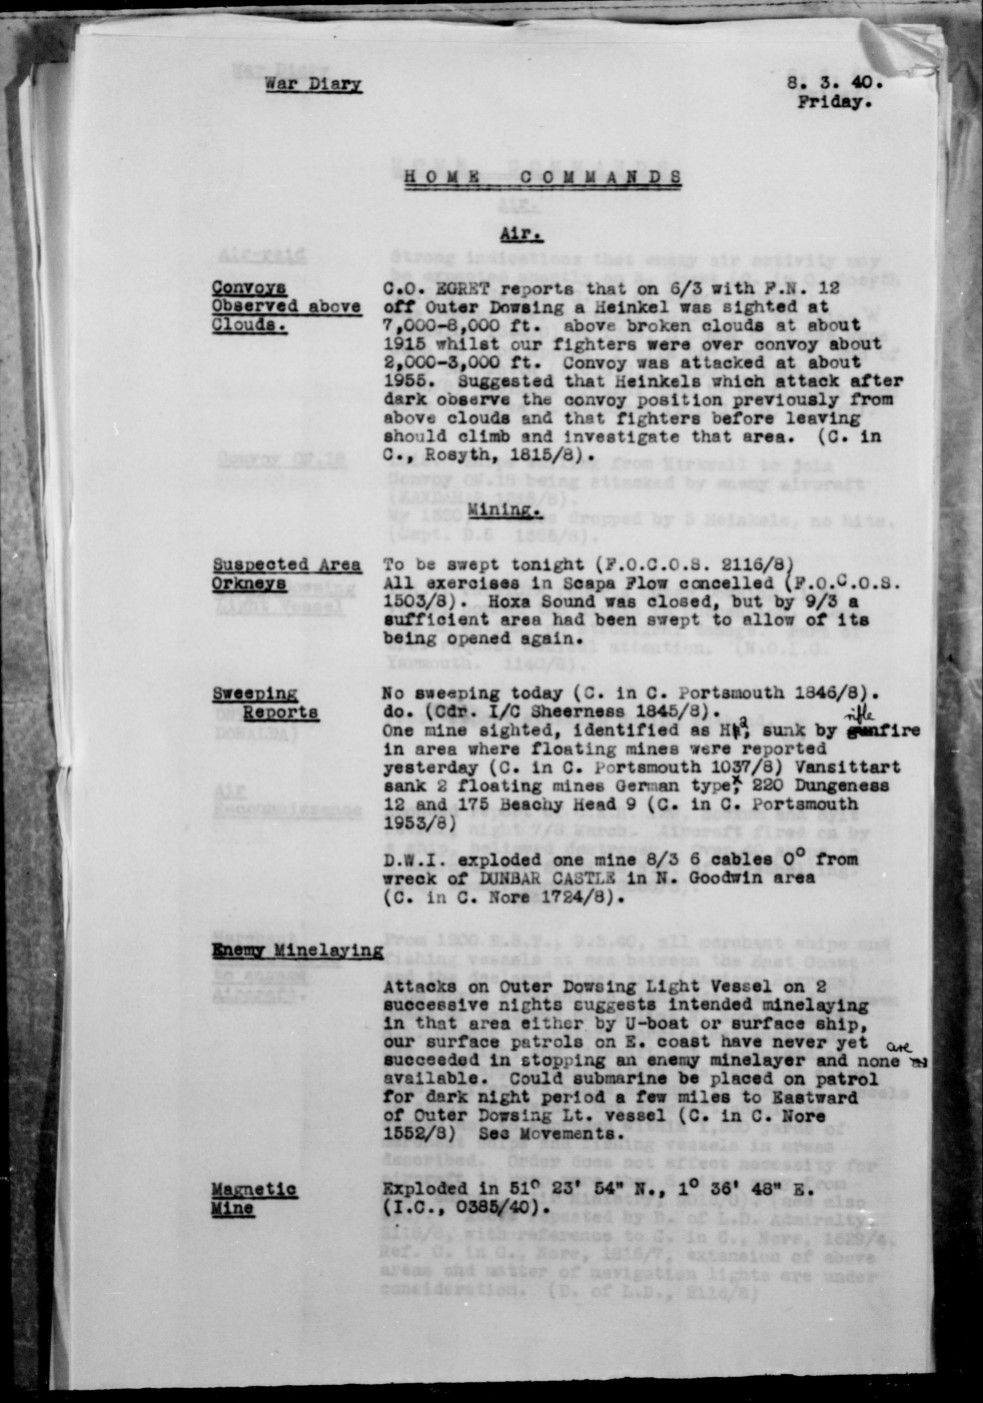 War Diary
8. 3. 40.
Friday.
HOME COMMANDS
Air.
Convoys
Observed above
Clouds.
C.O. EGRET reports that on 6/3 with F.N. 12
off Outer Dowsing a Heinkel was sighted at
7,000-8,000 ft. above broken clouds at about
1915 whilst our fighters were over convoy about
2,000-3,000 ft. Convoy was attacked at about
1955. Suggested that Heinkels which attack after
dark observe the convoy position previously from
above clouds and that fighters before leaving
should climb and investigate that area. (C. in
C., Rosyth, 1815/8).
Mining.
Suspected Area
Orkneys
To be swept tonight (F.O.C.O.S. 2116/8)
All exercises in Scapa Flow cancelled (F.O.C.O.S.
1503/8). Hoxa Sound was closed, but by 9/3 a
sufficient area had been swept to allow of its
being opened again.
Sweeping
Reports
No sweeping today (C. in C. Portsmouth 1846/8).
do. (Cdr. I/C Sheerness 1845/8).
One mine sighted, identified as sunk by rifle fire
in area where floating mines were reported
yesterday (C. in C. Portsmouth 1037/8) Vansittart
sank 2 floating mines German type, 220 Dungeness
12 and 175 Beachy Head 9 (C. in C. Portsmouth
1953/8)
D.W.I. exploded one mine 8/3 6 cables 0° from
wreck of DUNBAR CASTLE in N. Goodwin area
(C. in C. Nore 1724/8).
Enemy Minelaying
Attacks on Outer Dowsing Light Vessel on 2
successive nights suggests intended minelaying
in that area either by U-boat or surface ship,
our surface patrols on E. coast have never yet
succeeded in stopping an enemy minelayer and none are
available. Could submarine be placed on patrol
for dark night period a few miles to Eastward
of Outer Dowsing Lt. vessel (C. in C. Nore
1552/8) See Movements.
Magnetic
Mine
Exploded in 51° 23' 54" N., 1° 36' 48" E.
(I.C., 0385/40).